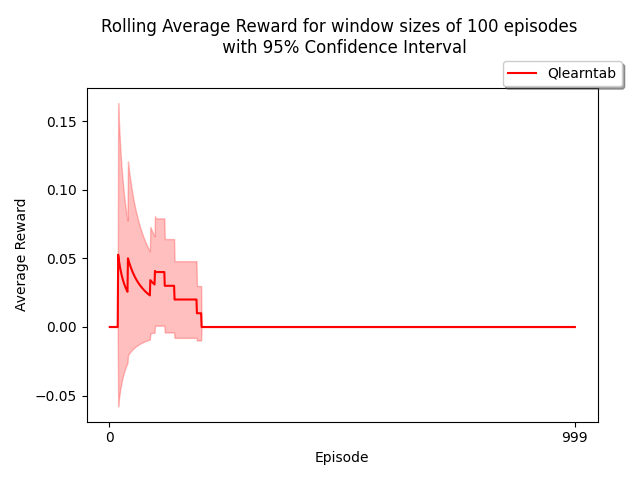 Rolling Average Reward for window sizes of 100 episodes
with 95% Confidence Interval
Qlearntab
0.15
0.10
0.05
0.00
−0.05
Average Reward
0
999
Episode